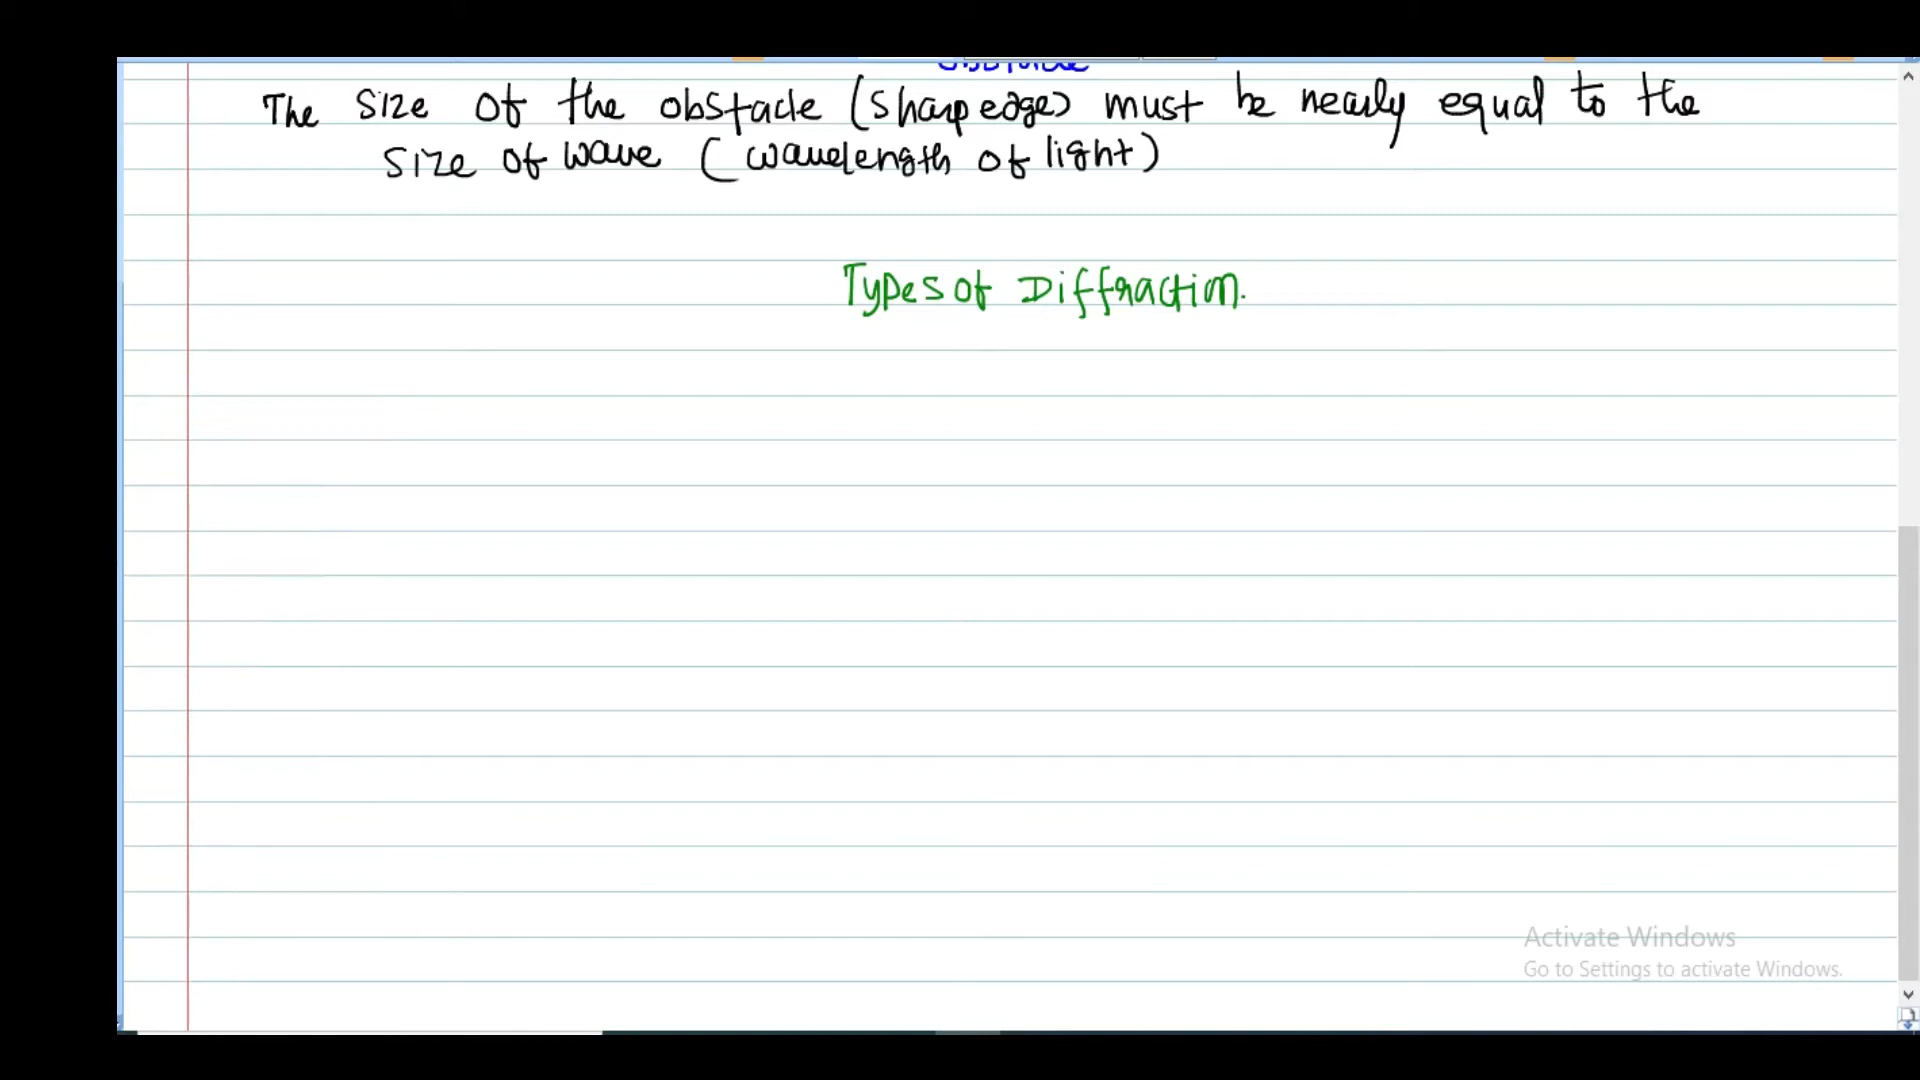 The size of the obstacle (sharp edge) must be nearly equal to the
size of wave (wavelength of light)
Types of Diffraction.
Activate Windows
Go to Settings to activate Windows.